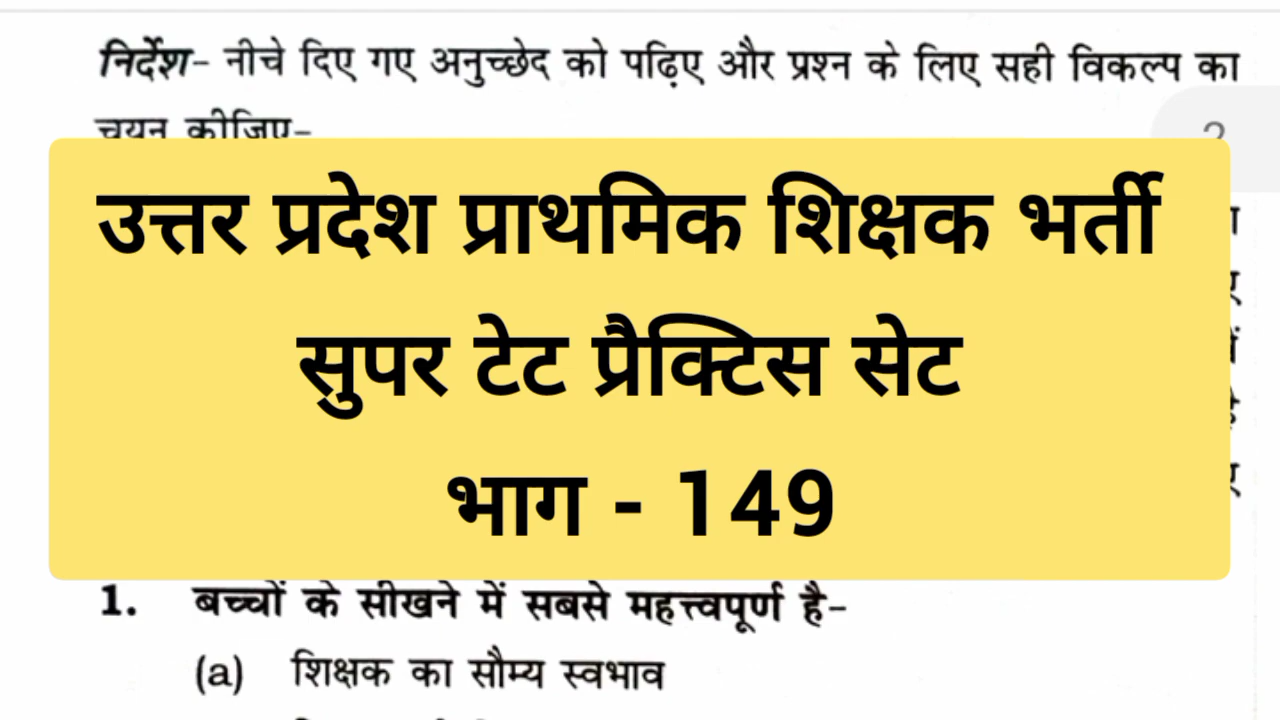 निर्देश- नीचे दिए गए अनुच्छेद को पढ़िए और प्रश्न के लिए सही विकल्प का
चयन कीजिए-
उत्तर प्रदेश प्राथमिक शिक्षक भर्ती
सुपर टेट प्रैक्टिस सेट
भाग - 149
1. बच्चों के सीखने में सबसे महत्त्वपूर्ण है-
(a) शिक्षक का सौम्य स्वभाव